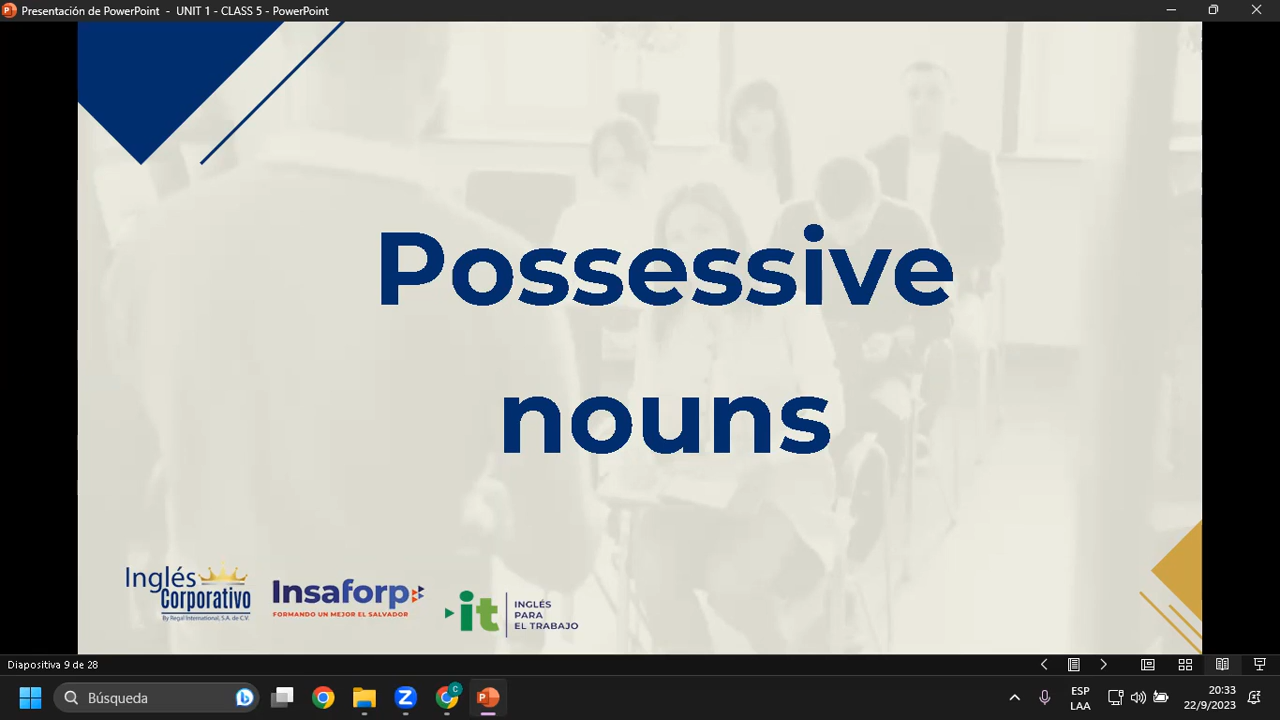 Presentación de PowerPoint - UNIT 1 - CLASS 5 - PowerPoint
Possessive
nouns
Inglés
Corporativo
By Regal International, S.A. de C.V.
Insaforp
FORMANDO UN MEJOR EL SALVADOR
it
INGLÉS
PARA
EL TRABAJO
Diapositiva 9 de 28
Búsqueda
C
ESP
LAA
20:33
22/9/2023